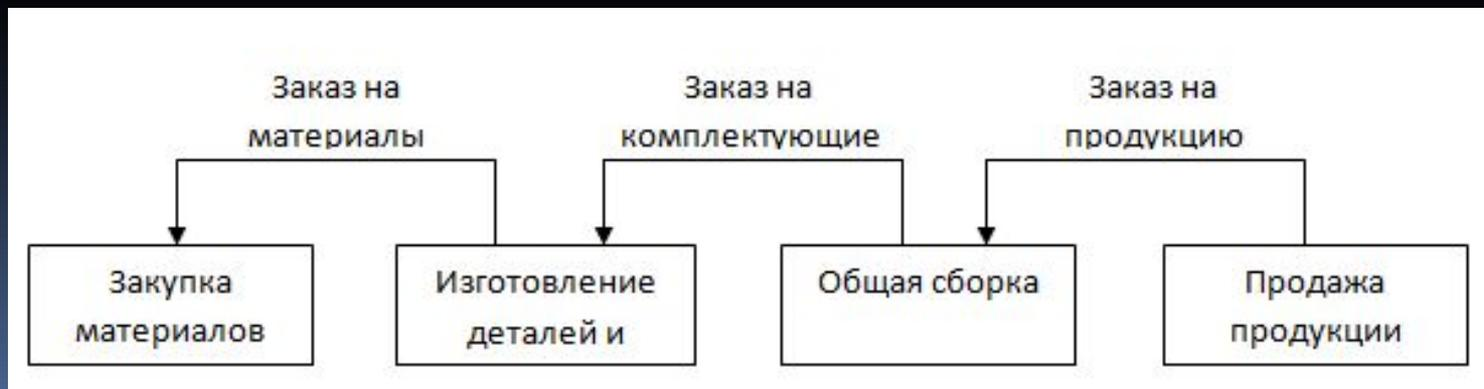 Заказ на
материалы
Заказ на
комплектующие
Заказ на
продукцию
Закупка
материалов
Изготовление
деталей и
Общая сборка
Продажа
продукции